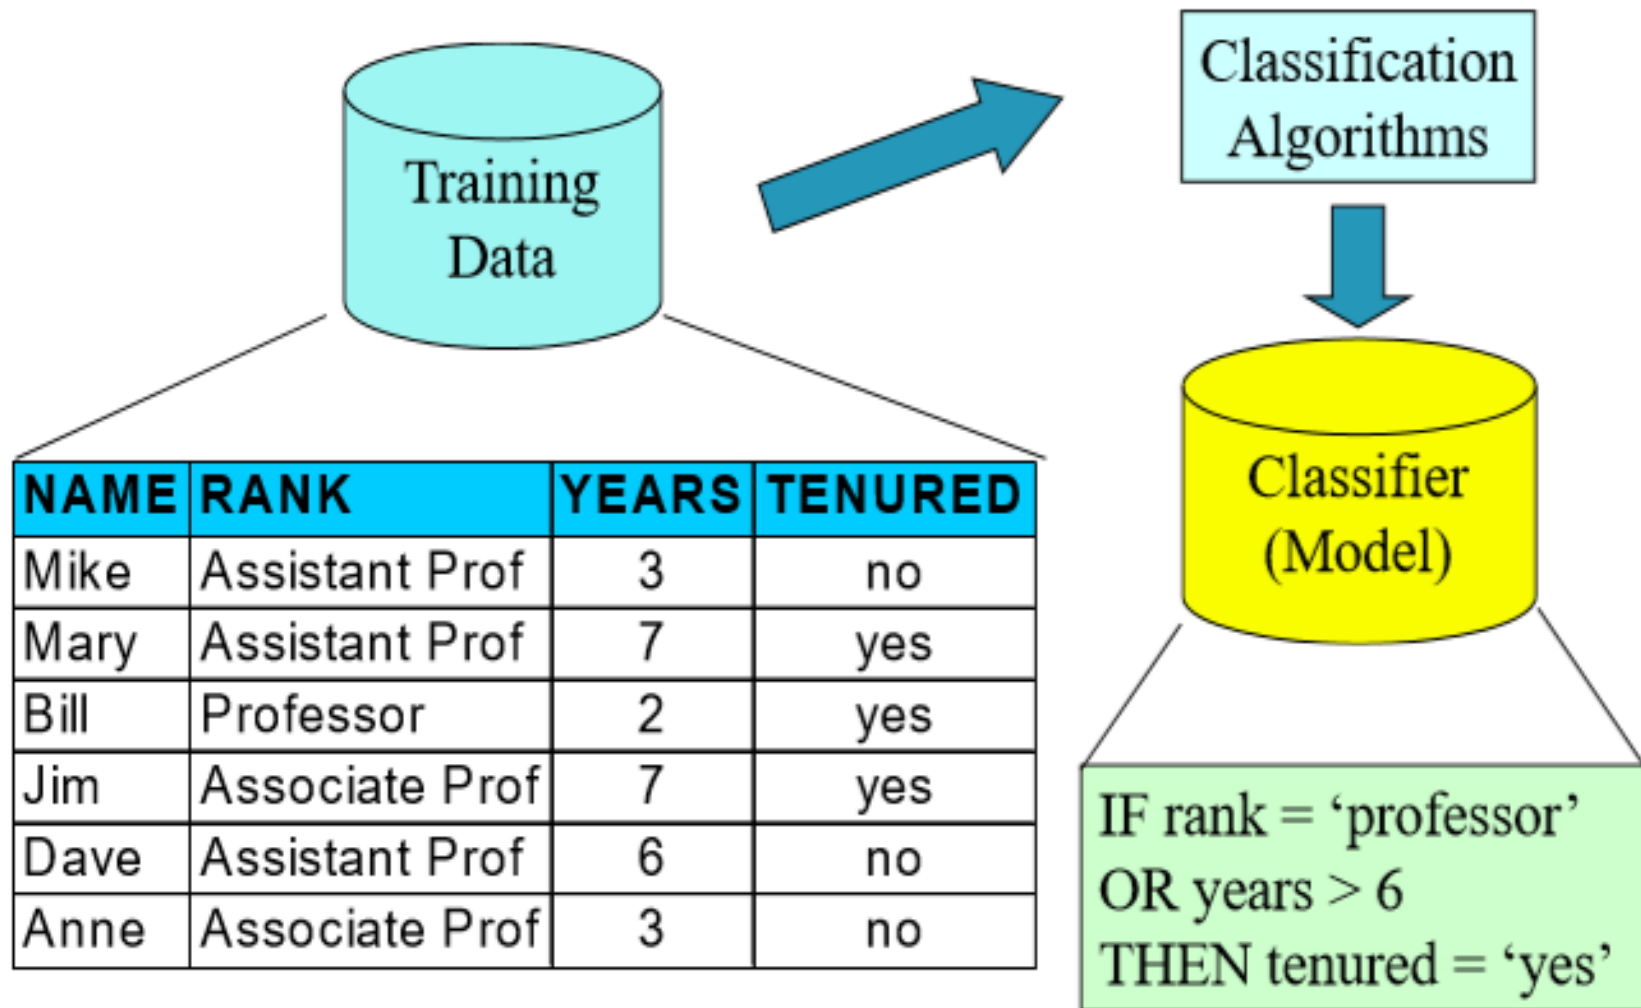 Training
Data
Classification
Algorithms
Classifier
(Model)
NAME RANK YEARS TENURED
Mike Assistant Prof 3 no
Mary Assistant Prof 7 yes
Bill Professor 2 yes
Jim Associate Prof 7 yes
Dave Assistant Prof 6 no
Anne Associate Prof 3 no
IF rank = ‘professor’
OR years > 6
THEN tenured = ‘yes’